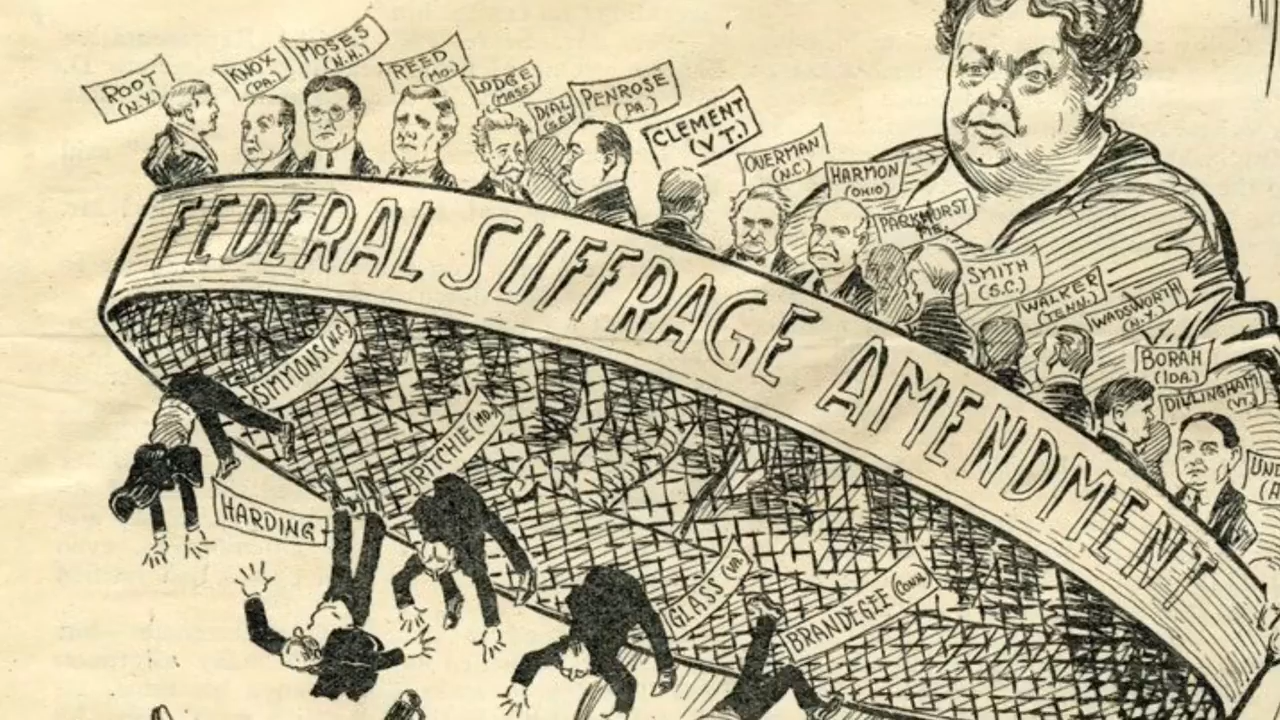 ROOT
(N.Y.)
KNOX
(PA.)
MOSES
(N.H.)
REED
(MO.)
LODGE
(MASS.)
DIAL
(S.C.)
PENROSE
(PA.)
CLEMENT
(VT.)
OVERMAN
(N.C.)
HARMON
(OHIO)
PARKHURST
ME.
SMITH
(S.C.)
WALKER
(TENN.)
WADSWORTH
(N.Y.)
BORAH
(IDA.)
DILLINGHAM
(VT.)
FEDERAL SUFFRAGE AMENDMENT
SIMMONS (N.C.)
RITCHIE (MD.)
HARDING
GLASS (VA.)
BRANDEGEE (CONN.)